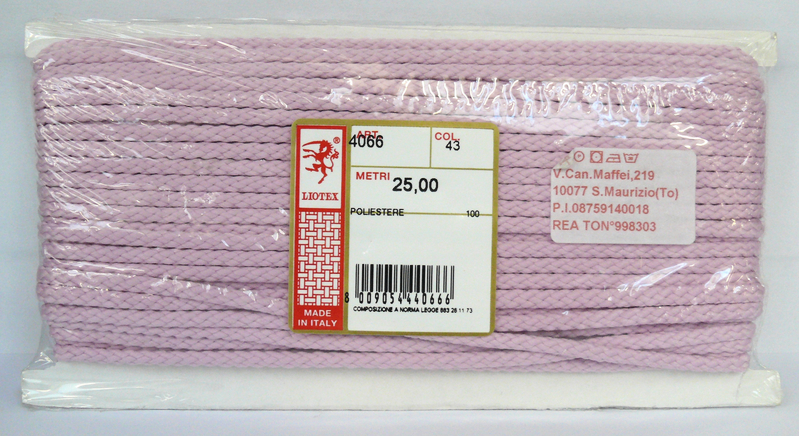 ART.
4066
COL.
43
METRI 25,00
LIOTEX
®
POLIESTERE 100
8 009054 440666
COMPOSIZIONE A NORMA LEGGE 883 26 11 73
MADE
IN ITALY
V.Can.Maffei,219
10077 S.Maurizio(To)
P.I.08759140018
REA TON°998303